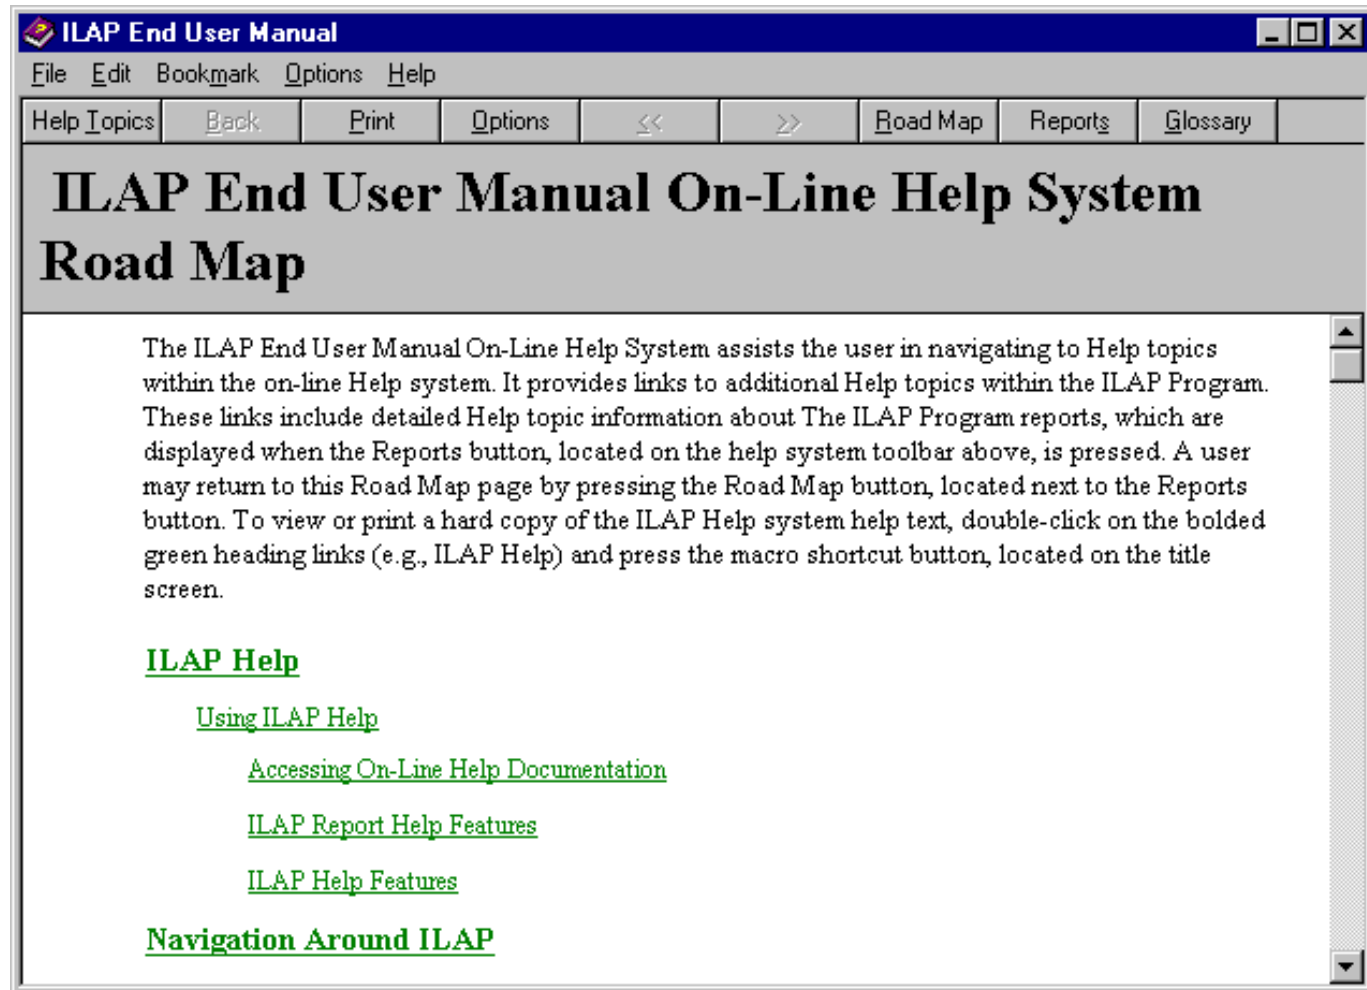 ILAP End User Manual
File Edit Bookmark Options Help
Help Topics Back Print Options << >> Road Map Reports Glossary
ILAP End User Manual On-Line Help System
Road Map
The ILAP End User Manual On-Line Help System assists the user in navigating to Help topics
within the on-line Help system. It provides links to additional Help topics within the ILAP Program.
These links include detailed Help topic information about The ILAP Program reports, which are
displayed when the Reports button, located on the help system toolbar above, is pressed. A user
may return to this Road Map page by pressing the Road Map button, located next to the Reports
button. To view or print a hard copy of the ILAP Help system help text, double-click on the bolded
green heading links (e.g., ILAP Help) and press the macro shortcut button, located on the title
screen.
ILAP Help
Using ILAP Help
Accessing On-Line Help Documentation
ILAP Report Help Features
ILAP Help Features
Navigation Around ILAP